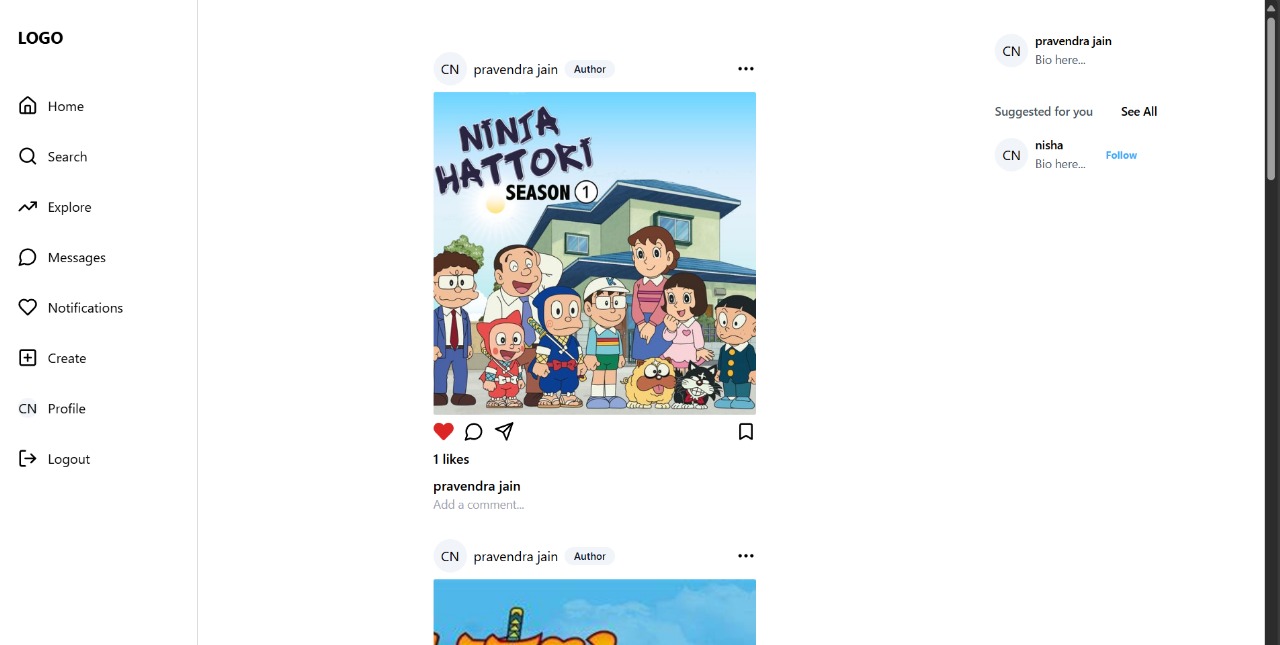 LOGO
Home
Search
Explore
Messages
Notifications
Create
CN Profile
Logout
CN pravendra jain Author
NINJA
HATTORI
SEASON 1
K
1 likes
pravendra jain
Add a comment...
CN pravendra jain Author
CN pravendra jain
Bio here...
Suggested for you See All
CN nisha Follow
Bio here...